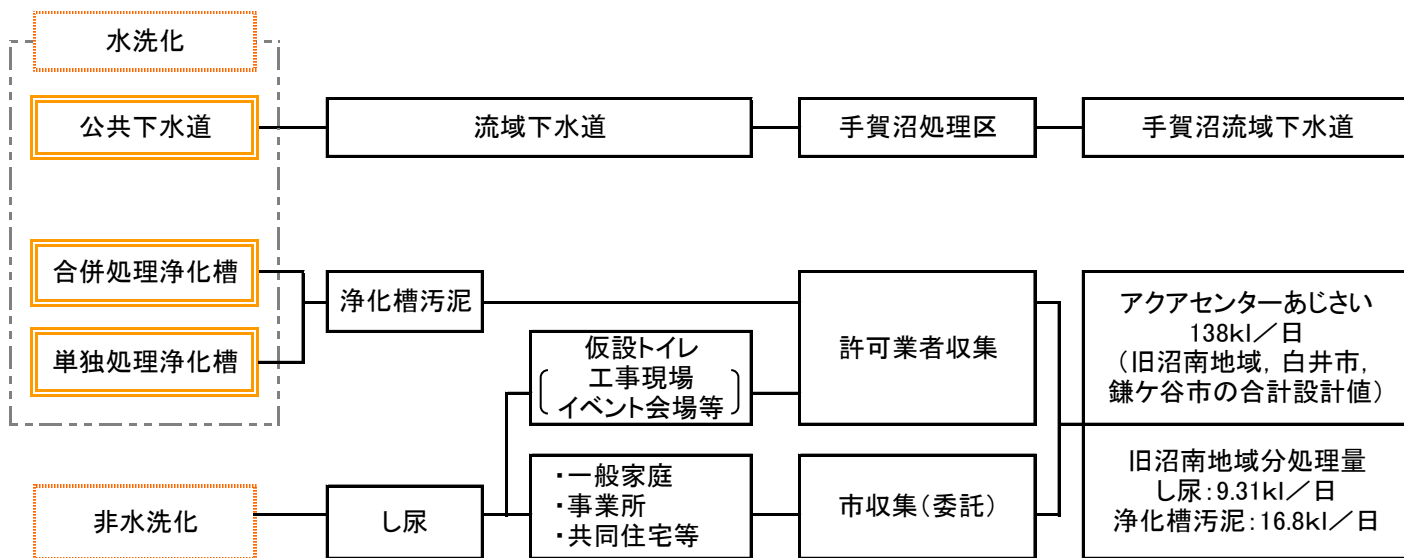 水洗化
公共下水道
流域下水道
手賀沼処理区
手賀沼流域下水道
合併処理浄化槽
単独処理浄化槽
浄化槽汚泥
仮設トイレ
工事現場
イベント会場等
許可業者収集
アクアセンターあじさい
138kl/日
(旧沼南地域,白井市,
鎌ケ谷市の合計設計値)
非水洗化
し尿
・一般家庭
・事業所
・共同住宅等
市収集(委託)
旧沼南地域分処理量
し尿:9.31kl/日
浄化槽汚泥:16.8kl/日